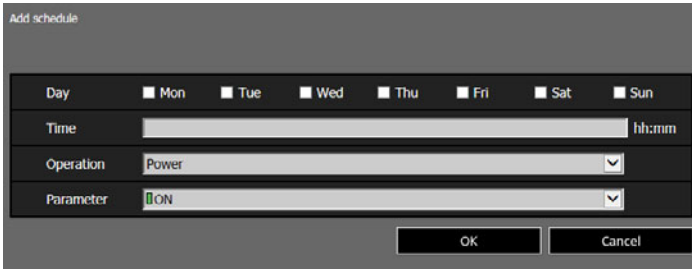 Add schedule
Day Mon Tue Wed Thu Fri Sat Sun
Time hh:mm
Operation Power
Parameter ON
OK Cancel